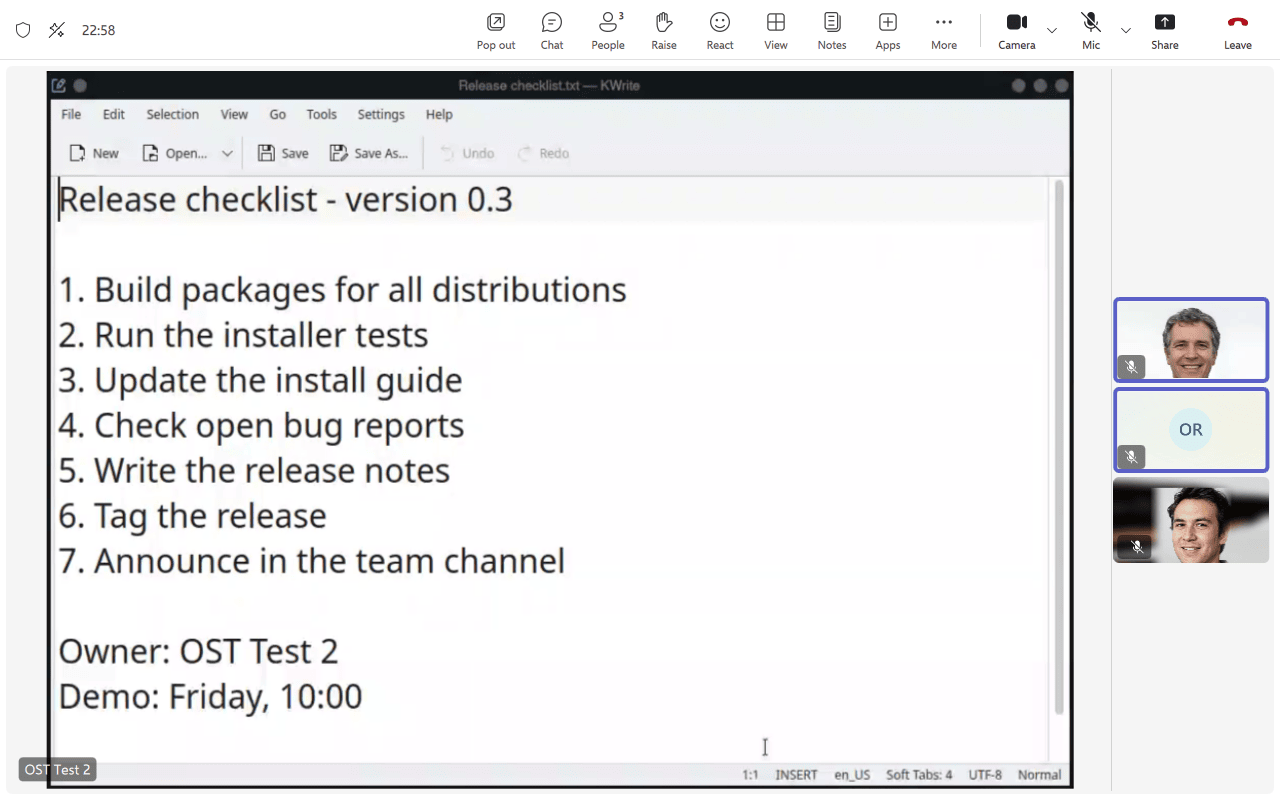 22:58
Pop out
Chat
3
People
Raise
React
View
Notes
Apps
More
Camera
Mic
Share
Leave
Release checklist.txt — KWrite
File Edit Selection View Go Tools Settings Help
New Open... Save Save As... Undo Redo
Release checklist - version 0.3
1. Build packages for all distributions
2. Run the installer tests
3. Update the install guide
4. Check open bug reports
5. Write the release notes
6. Tag the release
7. Announce in the team channel
Owner: OST Test 2
Demo: Friday, 10:00
OR
OST Test 2
1:1 INSERT en_US Soft Tabs: 4 UTF-8 Normal